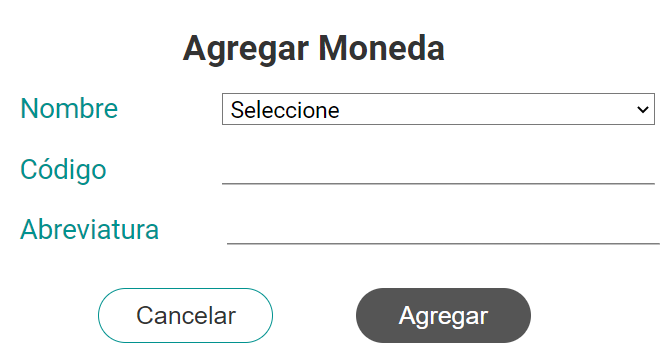 Agregar Moneda
Nombre Seleccione
Código
Abreviatura
Cancelar Agregar